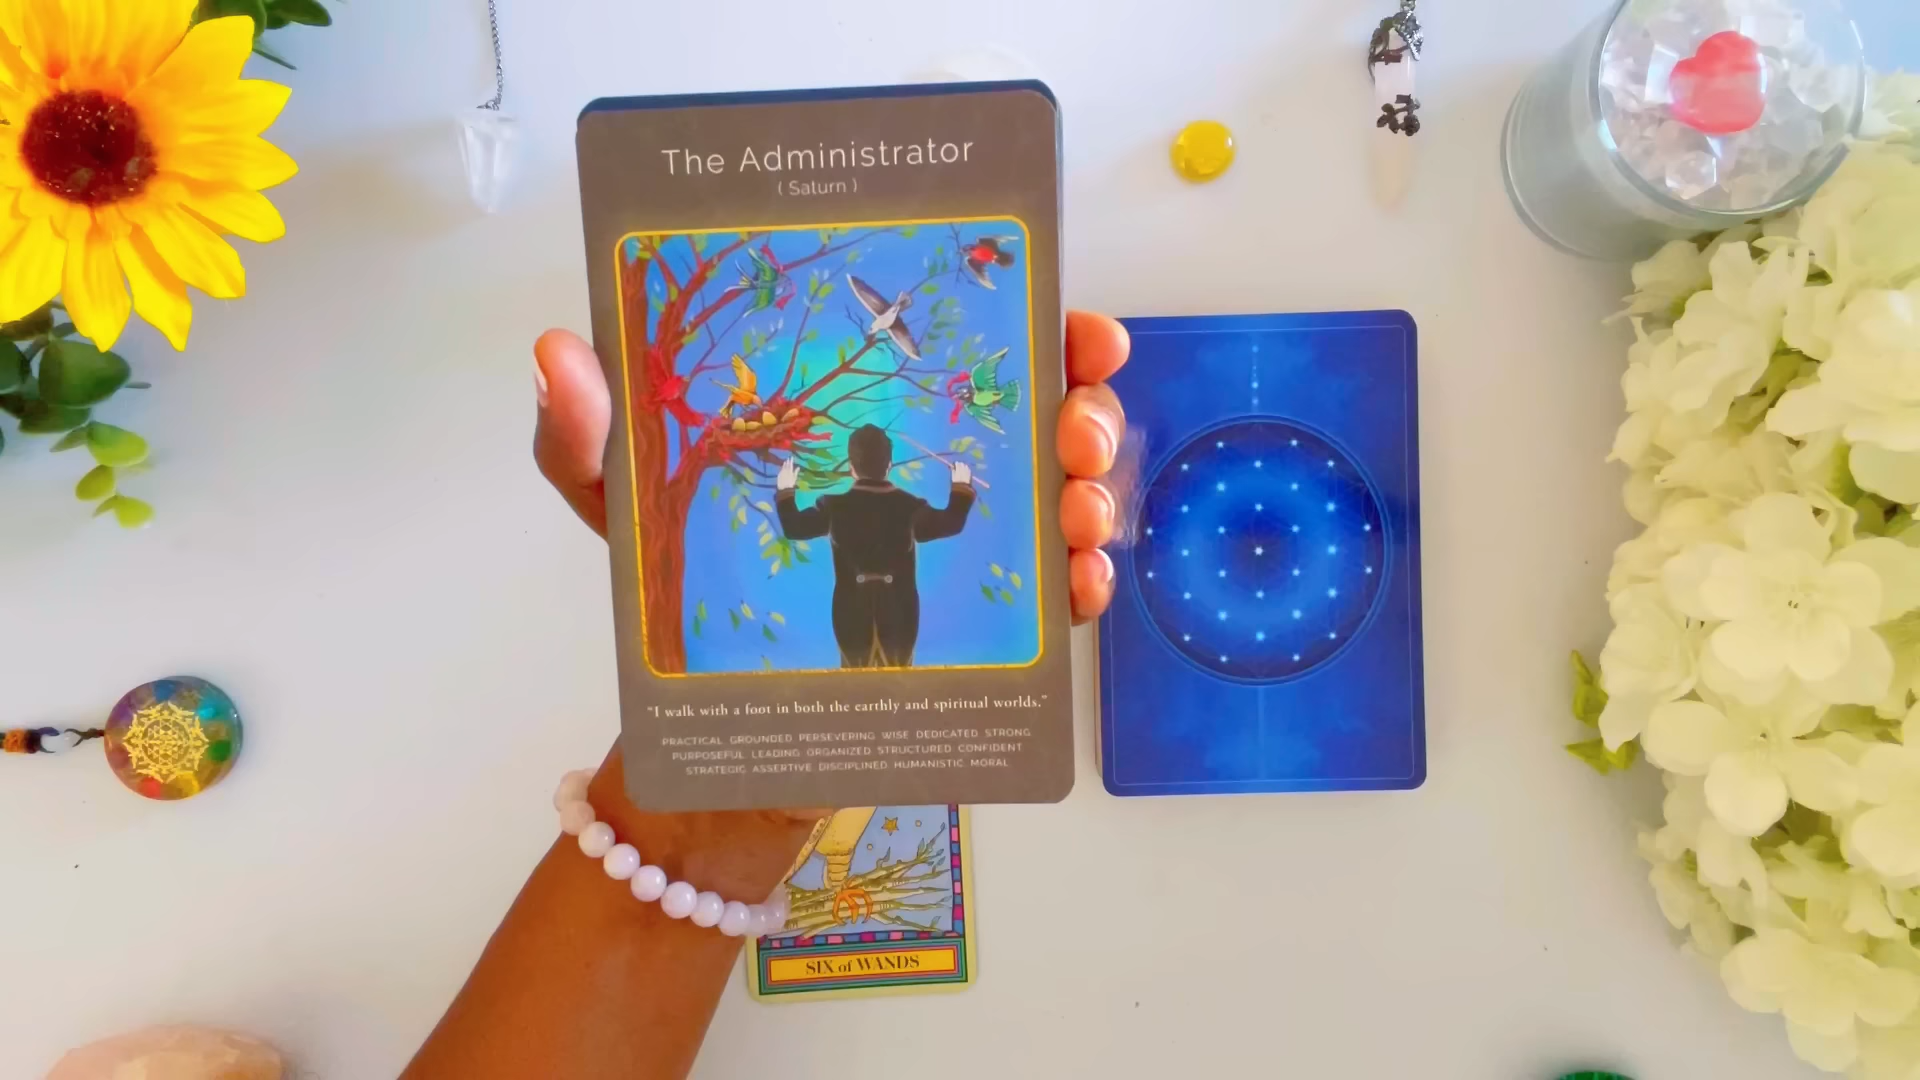 The Administrator
( Saturn )
“I walk with a foot in both the earthly and spiritual worlds.”
PRACTICAL GROUNDED PERSEVERING WISE DEDICATED STRONG
PURPOSEFUL LEADING ORGANIZED STRUCTURED CONFIDENT
STRATEGIC ASSERTIVE DISCIPLINED HUMANISTIC MORAL
SIX of WANDS